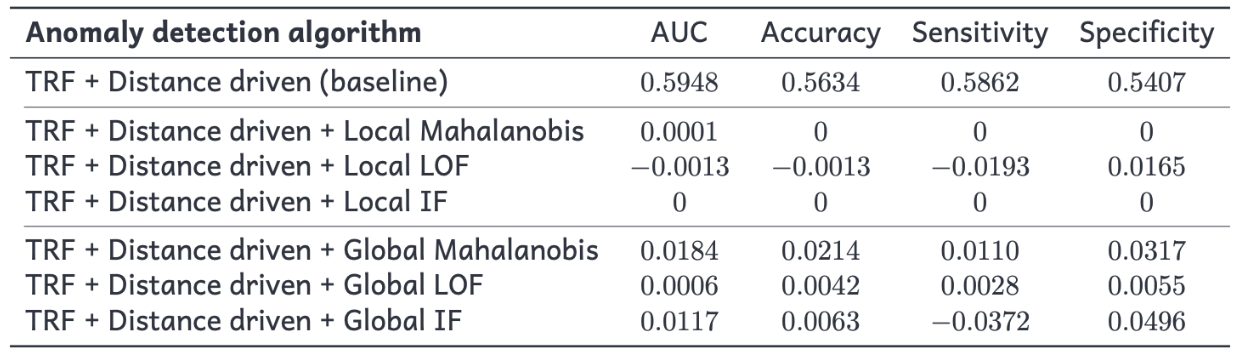 Anomaly detection algorithm AUC Accuracy Sensitivity Specificity
TRF + Distance driven (baseline) 0.5948 0.5634 0.5862 0.5407
TRF + Distance driven + Local Mahalanobis 0.0001 0 0 0
TRF + Distance driven + Local LOF −0.0013 −0.0013 −0.0193 0.0165
TRF + Distance driven + Local IF 0 0 0 0
TRF + Distance driven + Global Mahalanobis 0.0184 0.0214 0.0110 0.0317
TRF + Distance driven + Global LOF 0.0006 0.0042 0.0028 0.0055
TRF + Distance driven + Global IF 0.0117 0.0063 −0.0372 0.0496